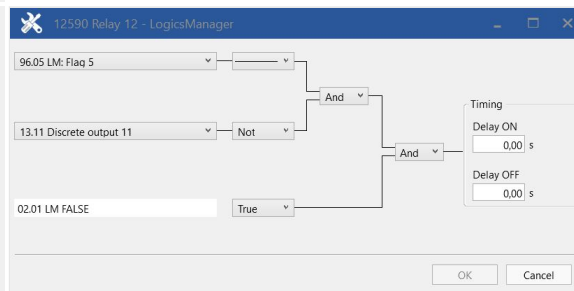 12590 Relay 12 - LogicsManager
96.05 LM: Flag 5
And
Timing
Delay ON
0,00 s
13.11 Discrete output 11 Not
And
Delay OFF
0,00 s
02.01 LM FALSE True
OK Cancel